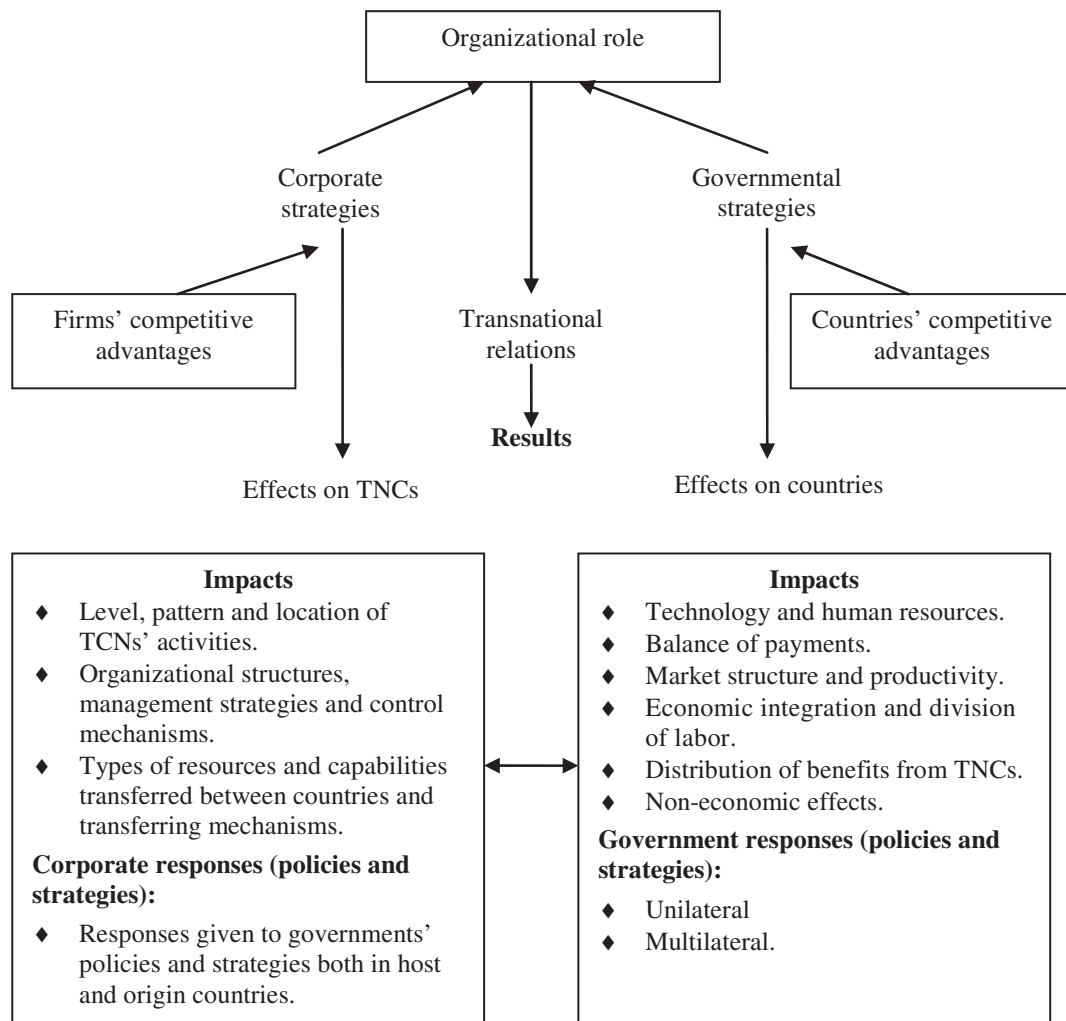 Organizational role
Corporate
strategies
Governmental
strategies
Firms’ competitive
advantages
Transnational
relations
Countries’ competitive
advantages
Results
Effects on TNCs
Effects on countries
Impacts
♦ Level, pattern and location of
TCNs’ activities.
♦ Organizational structures,
management strategies and control
mechanisms.
♦ Types of resources and capabilities
transferred between countries and
transferring mechanisms.
Corporate responses (policies and
strategies):
♦ Responses given to governments’
policies and strategies both in host
and origin countries.
Impacts
♦ Technology and human resources.
♦ Balance of payments.
♦ Market structure and productivity.
♦ Economic integration and division
of labor.
♦ Distribution of benefits from TNCs.
♦ Non-economic effects.
Government responses (policies and
strategies):
♦ Unilateral
♦ Multilateral.